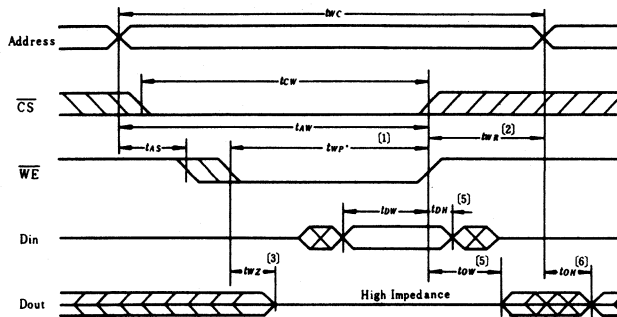 tWC
Address
tCW
CS
tAW
tAS
tWP (1)
tWR (2)
WE
tDW
tDH (5)
Din
tWZ (3)
tOW (5)
tOH (6)
High Impedance
Dout